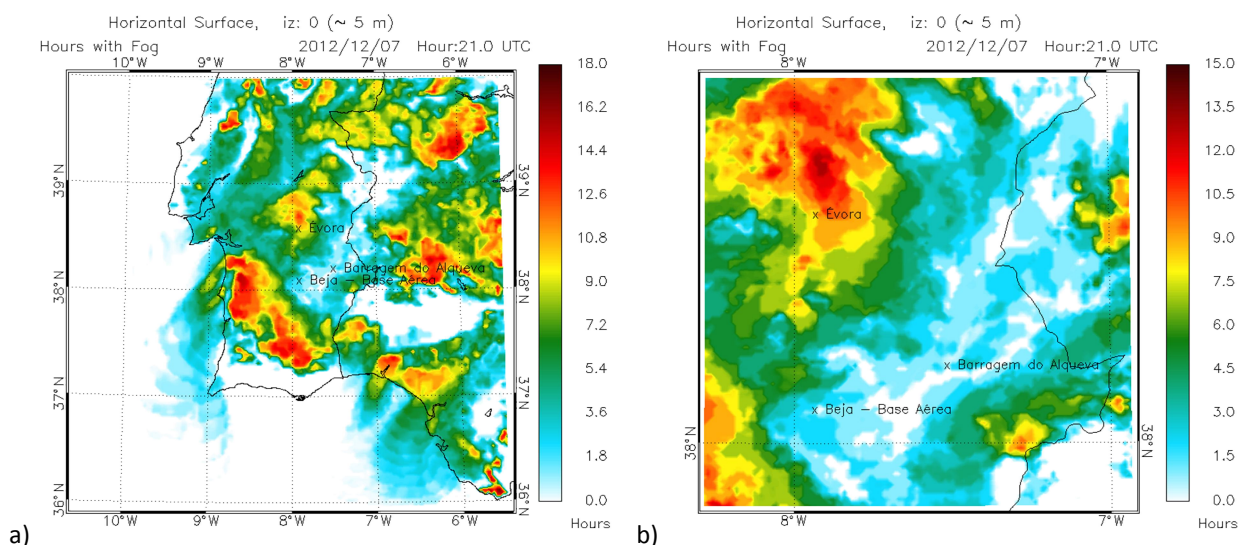 Horizontal Surface, iz: 0 (~ 5 m)
Hours with Fog 2012/12/07 Hour:21.0 UTC
10°W 9°W 8°W 7°W 6°W
39°N 39°N
x Évora
x Barragem do Alqueva
38°N x Beja – Base Aérea 38°N
37°N 37°N
36°N 36°N
10°W 9°W 8°W 7°W 6°W
18.0
16.2
14.4
12.6
10.8
9.0
7.2
5.4
3.6
1.8
0.0
Hours
a)
Horizontal Surface, iz: 0 (~ 5 m)
Hours with Fog 2012/12/07 Hour:21.0 UTC
8°W 7°W
x Évora
x Barragem do Alqueva
x Beja – Base Aérea
38°N 38°N
8°W 7°W
15.0
13.5
12.0
10.5
9.0
7.5
6.0
4.5
3.0
1.5
0.0
Hours
b)